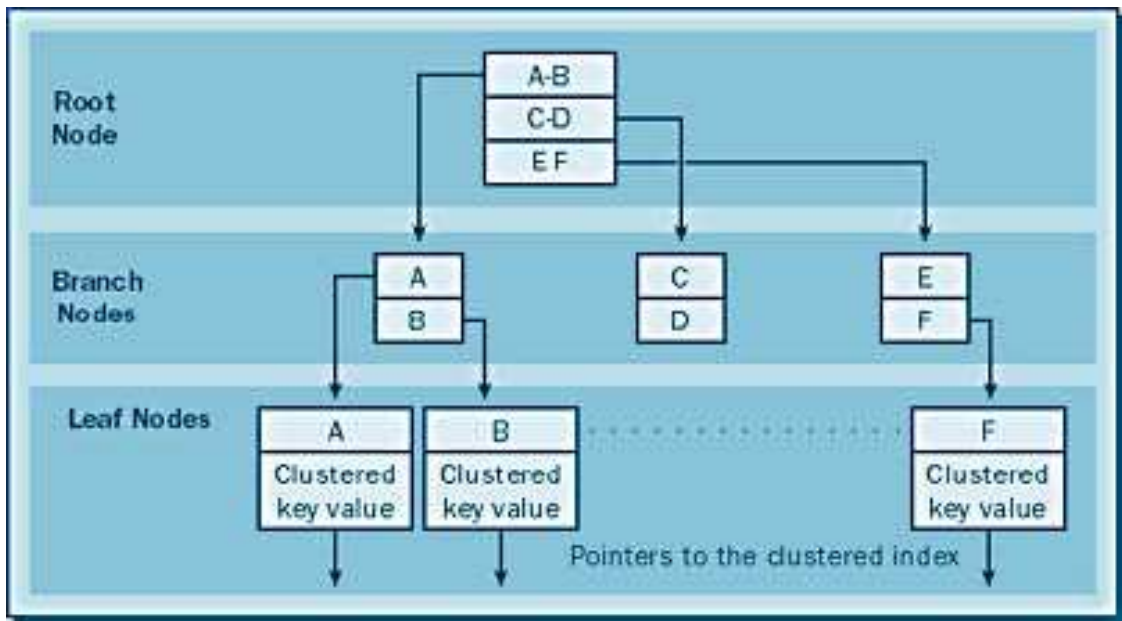 Root
Node
A-B
C-D
E F
Branch
Nodes
A
B
C
D
E
F
Leaf Nodes
A
Clustered
key value
B
Clustered
key value
F
Clustered
key value
Pointers to the clustered index